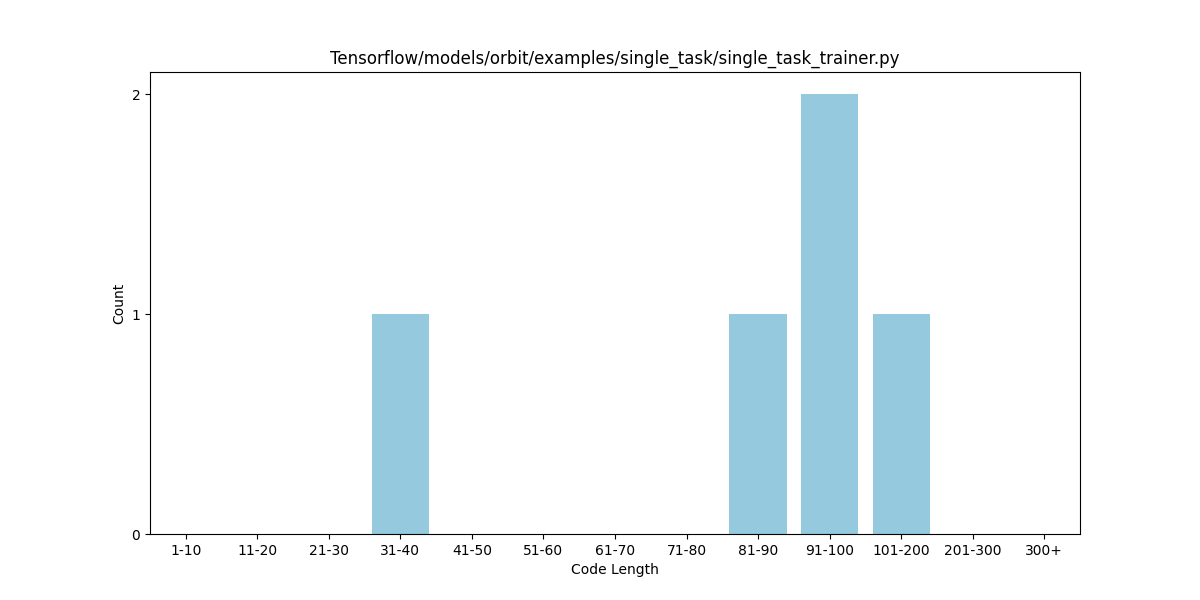 Tensorflow/models/orbit/examples/single_task/single_task_trainer.py
2
1
0
Count
1-10 11-20 21-30 31-40 41-50 51-60 61-70 71-80 81-90 91-100 101-200 201-300 300+
Code Length